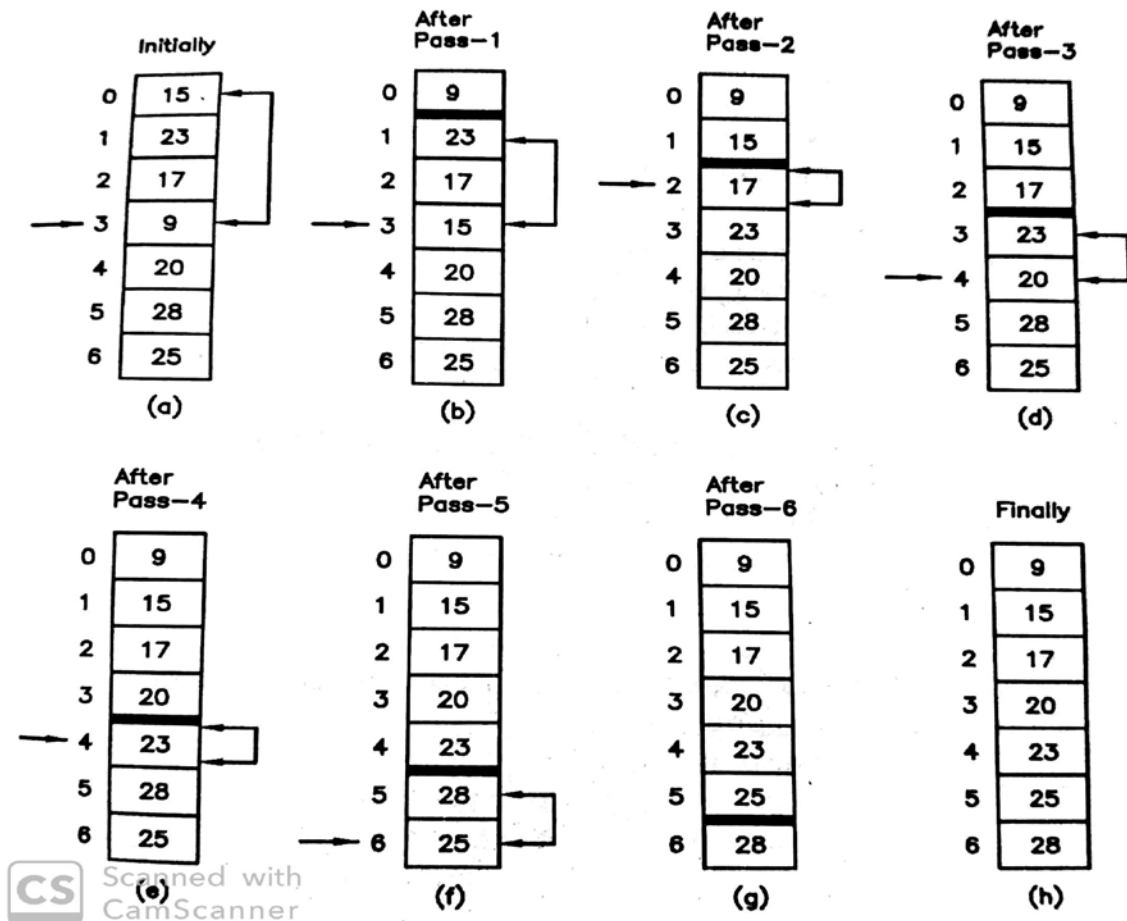 Initially
0 15
1 23
2 17
3 9
4 20
5 28
6 25
(a)
After
Pass-1
0 9
1 23
2 17
3 15
4 20
5 28
6 25
(b)
After
Pass-2
0 9
1 15
2 17
3 23
4 20
5 28
6 25
(c)
After
Pass-3
0 9
1 15
2 17
3 23
4 20
5 28
6 25
(d)
After
Pass-4
0 9
1 15
2 17
3 20
4 23
5 28
6 25
(e)
After
Pass-5
0 9
1 15
2 17
3 20
4 23
5 28
6 25
(f)
After
Pass-6
0 9
1 15
2 17
3 20
4 23
5 25
6 28
(g)
Finally
0 9
1 15
2 17
3 20
4 23
5 25
6 28
(h)
CS Scanned with
CamScanner